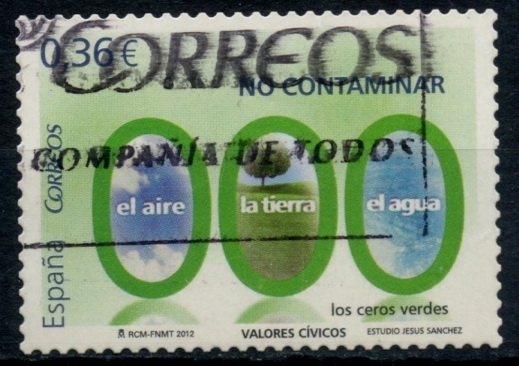 0,36€
CORREOS
NO CONTAMINAR
COMPAÑÍA DE TODOS
España CORREOS
el aire
la tierra
el agua
los ceros verdes
RCM-FNMT 2012
VALORES CÍVICOS
ESTUDIO JESUS SANCHEZ